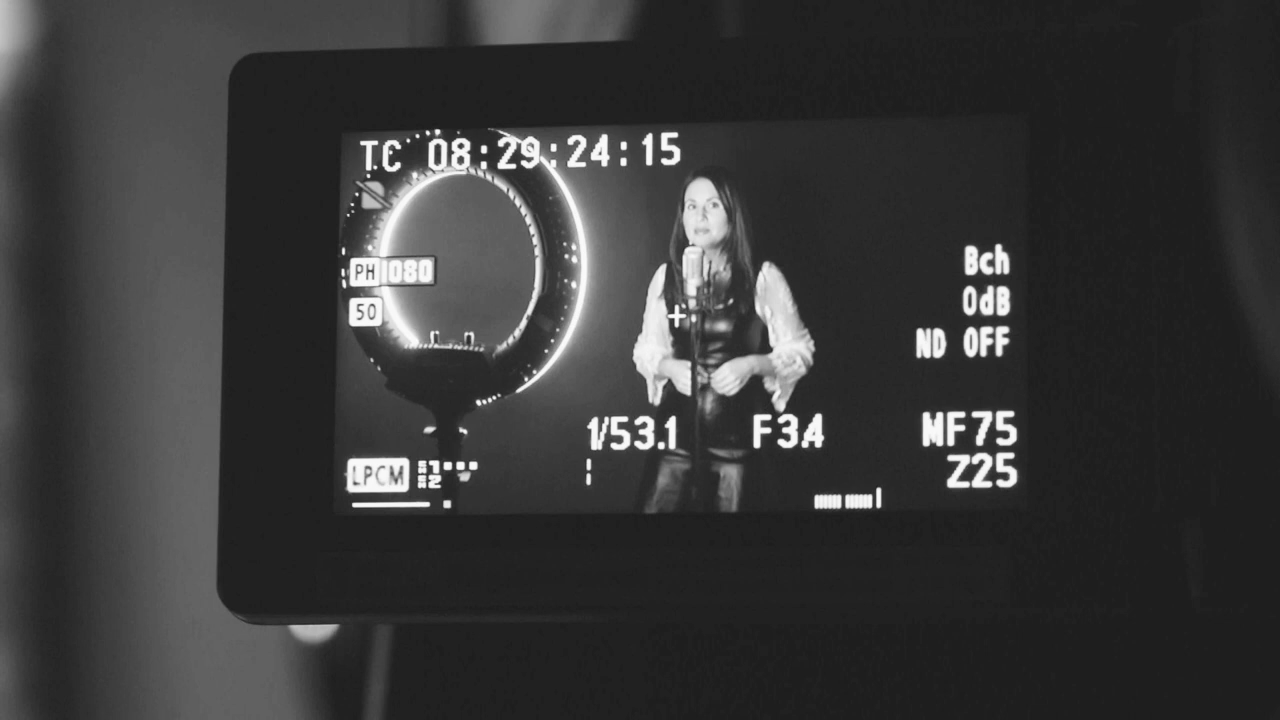 TC 08:29:24:15
PH 1080
50
Bch
0dB
ND OFF
1/53.1 F3.4 MF75
Z25
LPCM